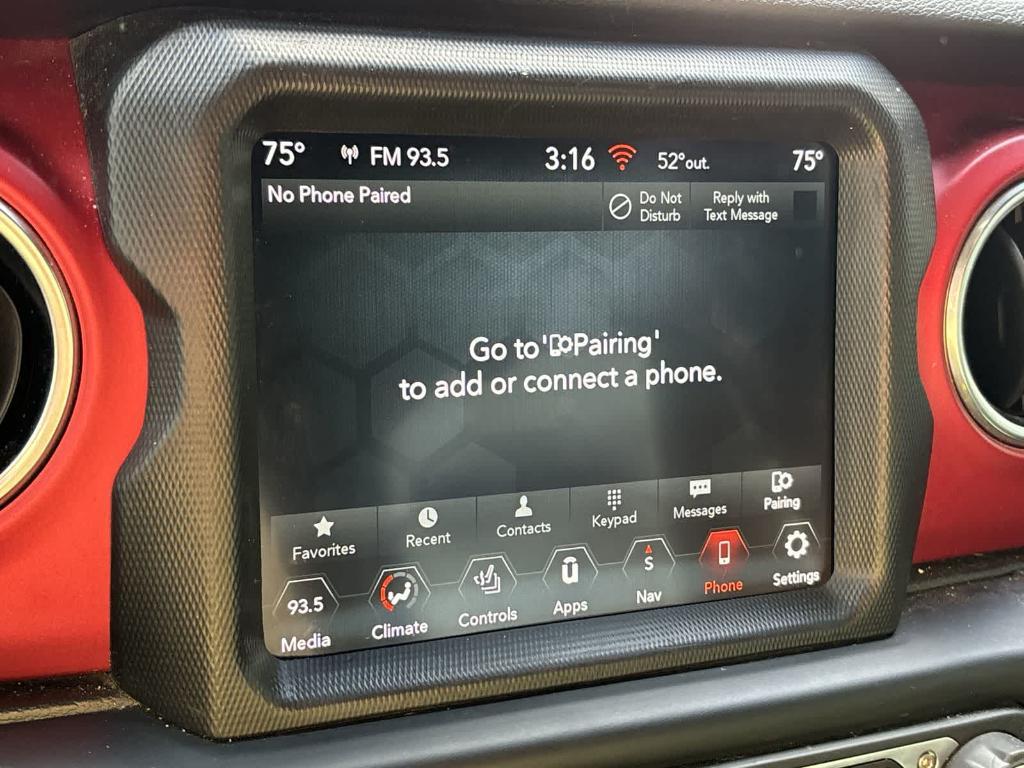 75° FM 93.5 3:16 52°out. 75°
No Phone Paired
Do Not
Disturb
Reply with
Text Message
Go to 'Pairing'
to add or connect a phone.
Favorites Recent Contacts Keypad Messages Pairing
93.5 S
Media Climate Controls Apps Nav Phone Settings